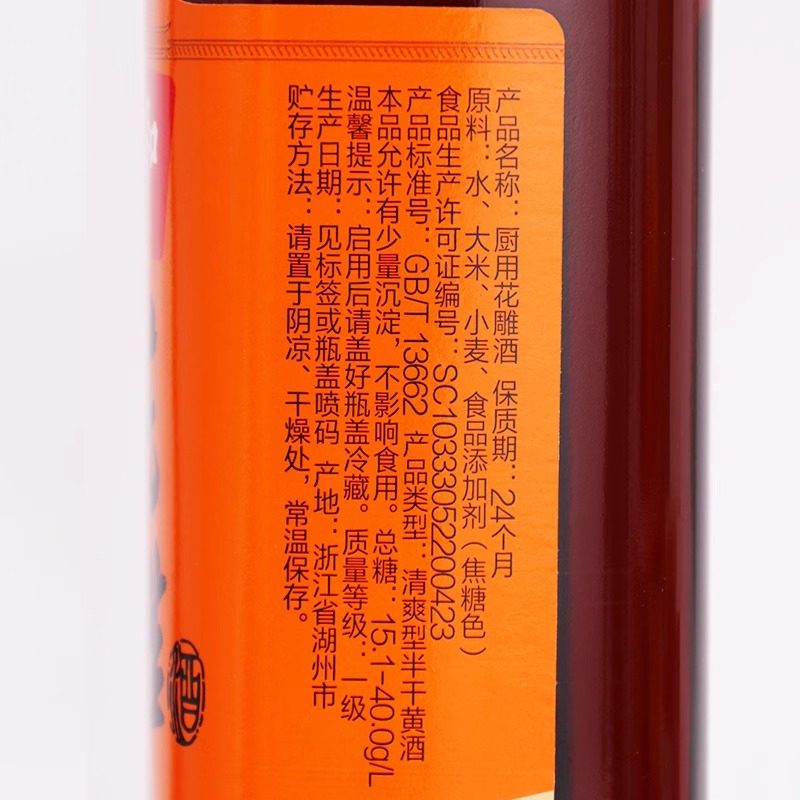 产品名称：厨用花雕酒 保质期：24个月
原料：水、大米、小麦、食品添加剂（焦糖色）
食品生产许可证编号：SC10333052200423
产品标准号：GB/T 13662 产品类型：清爽型半干黄酒
本品允许有少量沉淀，不影响食用。总糖：15.1-40.0g/L
温馨提示：启用后请盖好瓶盖冷藏。质量等级：一级
生产日期：见标签或瓶盖喷码 产地：浙江省湖州市
贮存方法：请置于阴凉、干燥处，常温保存。
酒